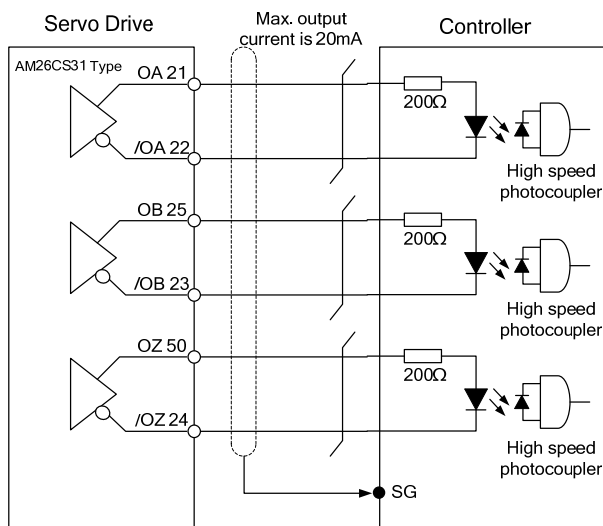 Servo Drive
Max. output
current is 20mA
Controller
AM26CS31 Type
OA 21
200Ω
/OA 22
High speed
photocoupler
OB 25
200Ω
/OB 23
High speed
photocoupler
OZ 50
200Ω
/OZ 24
High speed
photocoupler
SG